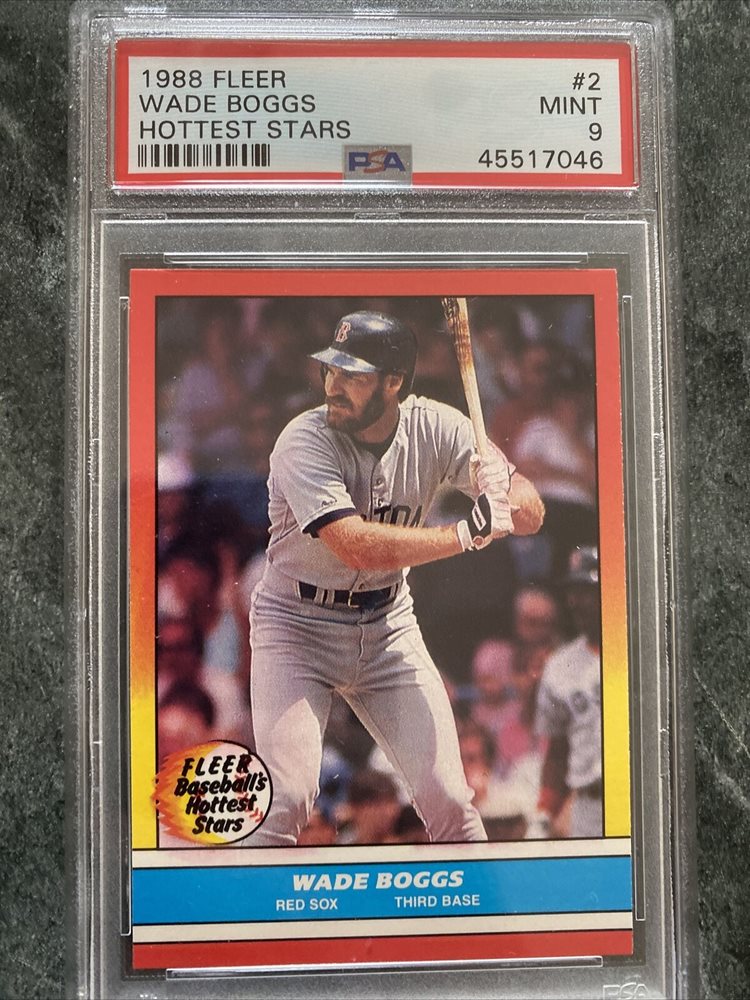 1988 FLEER #2
WADE BOGGS MINT
HOTTEST STARS 9
PSA 45517046
B
FLEER
Baseball's
Hottest
Stars
WADE BOGGS
RED SOX THIRD BASE
PSA